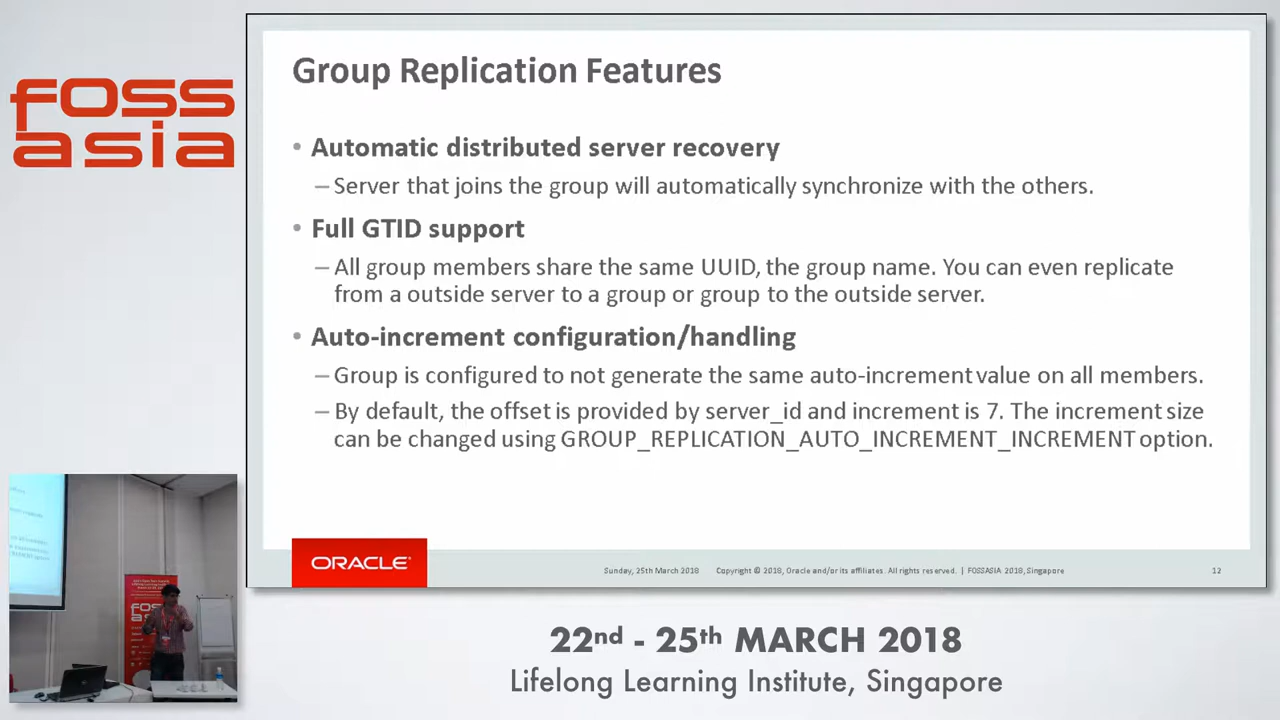 foss
asia
Group Replication Features
• Automatic distributed server recovery
– Server that joins the group will automatically synchronize with the others.
• Full GTID support
– All group members share the same UUID, the group name. You can even replicate
from a outside server to a group or group to the outside server.
• Auto-increment configuration/handling
– Group is configured to not generate the same auto-increment value on all members.
– By default, the offset is provided by server_id and increment is 7. The increment size
can be changed using GROUP_REPLICATION_AUTO_INCREMENT_INCREMENT option.
ORACLE®
Sunday, 25th March 2018 Copyright © 2018, Oracle and/or its affiliates. All rights reserved. | FOSSASIA 2018, Singapore 12
foss
asia
22nd - 25th MARCH 2018
Lifelong Learning Institute, Singapore